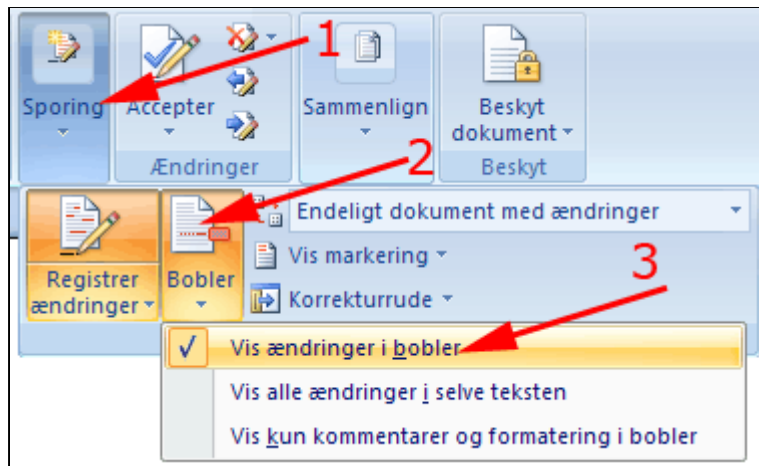 1
Sporing
Accepter
Sammenlign
Beskyt
dokument
Ændringer
Beskyt
2
Registrer
ændringer
Bobler
Endeligt dokument med ændringer
Vis markering
3
Korrekturrude
Vis ændringer i bobler
Vis alle ændringer i selve teksten
Vis kun kommentarer og formatering i bobler